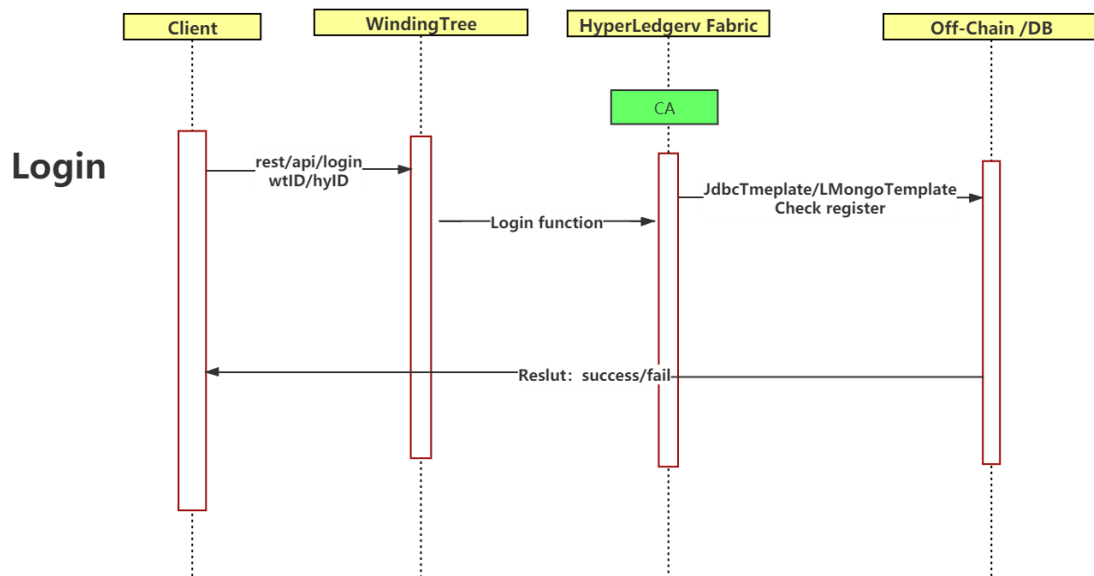 Client
WindingTree
HyperLedgerv Fabric
Off-Chain /DB
CA
Login
rest/api/login
wtID/hyID
JdbcTmeplate/LMongoTemplate
Check register
Login function
Reslut：success/fail